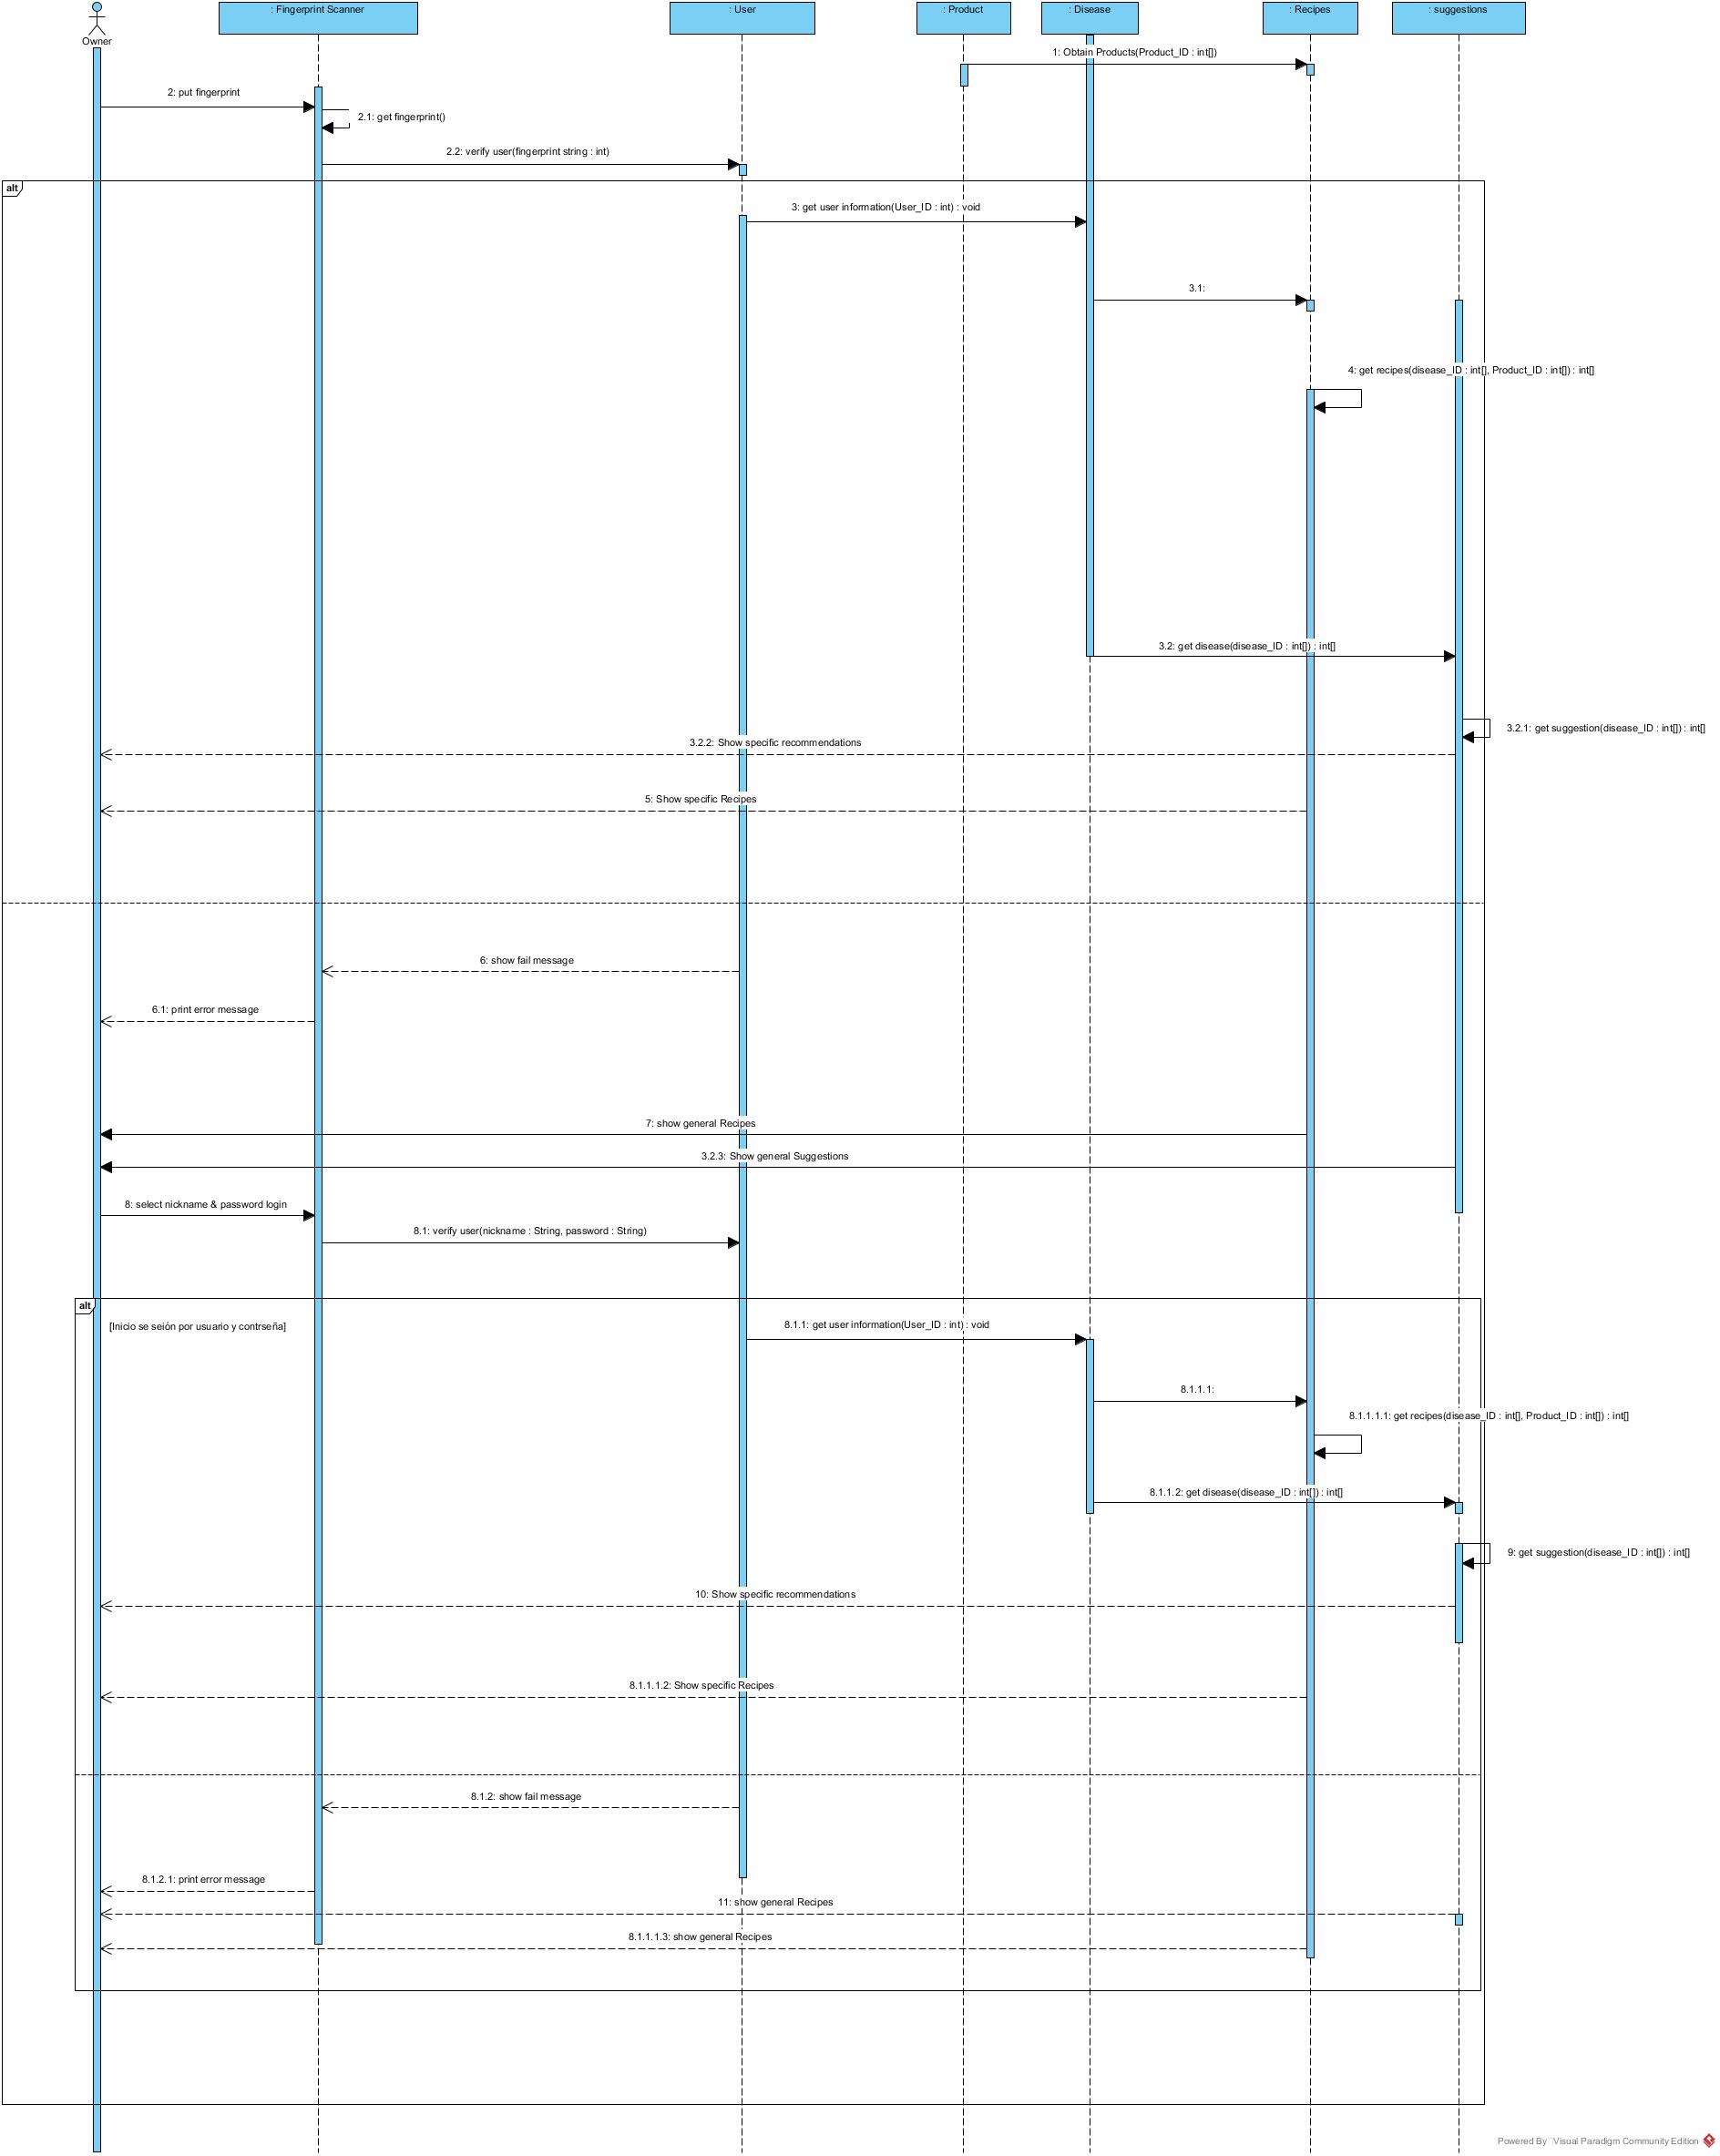 : Fingerprint Scanner
: User
: Product
: Disease
: Recipes
: suggestions
Owner
1: Obtain Products(Product_ID : int[])
2: put fingerprint
2.1: get fingerprint()
2.2: verify user(fingerprint string : int)
alt
3: get user information(User_ID : int) : void
3.1:
4: get recipes(disease_ID : int[], Product_ID : int[]) : int[]
3.2: get disease(disease_ID : int[]) : int[]
3.2.1: get suggestion(disease_ID : int[]) : int[]
3.2.2: Show specific recommendations
5: Show specific Recipes
6: show fail message
6.1: print error message
7: show general Recipes
3.2.3: Show general Suggestions
8: select nickname & password login
8.1: verify user(nickname : String, password : String)
alt
[Inicio se seión por usuario y contrseña]
8.1.1: get user information(User_ID : int) : void
8.1.1.1:
8.1.1.1.1: get recipes(disease_ID : int[], Product_ID : int[]) : int[]
8.1.1.2: get disease(disease_ID : int[]) : int[]
9: get suggestion(disease_ID : int[]) : int[]
10: Show specific recommendations
8.1.1.1.2: Show specific Recipes
8.1.2: show fail message
8.1.2.1: print error message
11: show general Recipes
8.1.1.1.3: show general Recipes
Powered By Visual Paradigm Community Edition